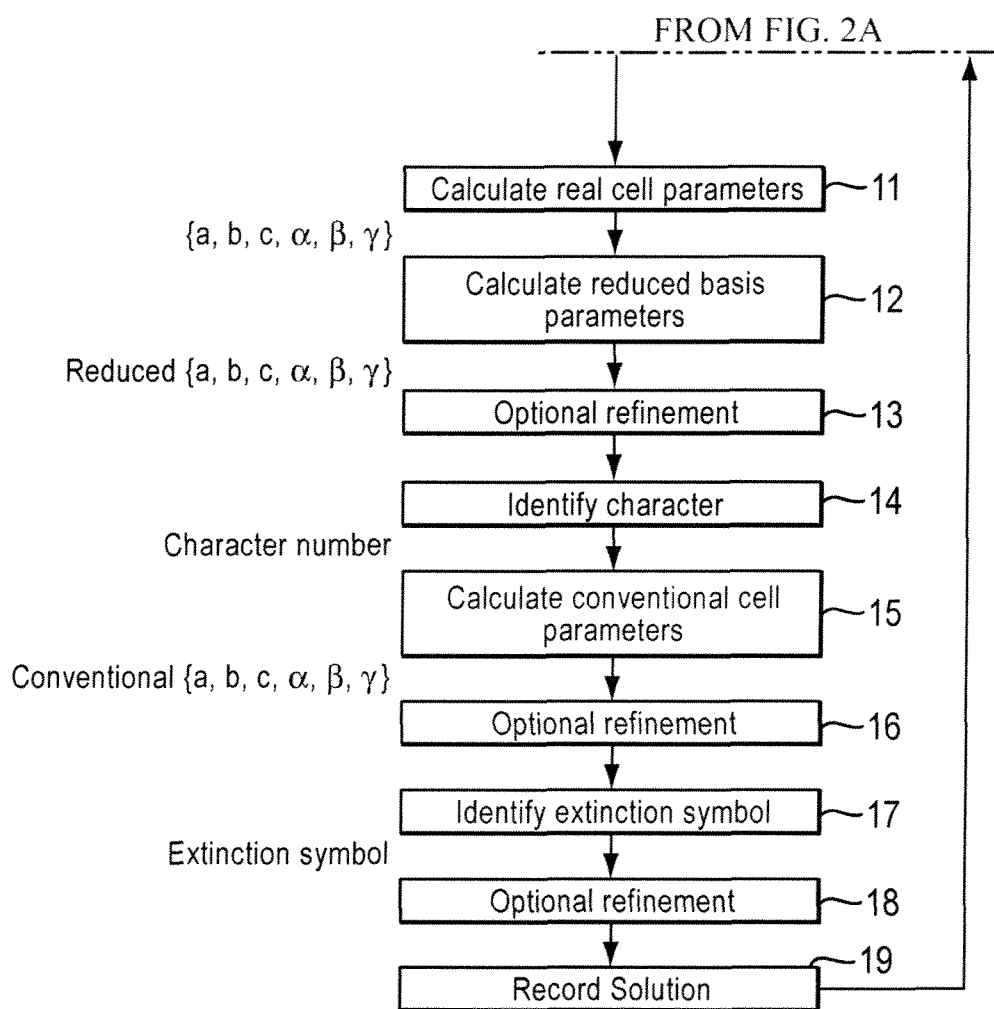 FROM FIG. 2A
Calculate real cell parameters
11
{a, b, c, α, β, γ}
Calculate reduced basis
parameters
12
Reduced {a, b, c, α, β, γ}
Optional refinement
13
Identify character
14
Character number
Calculate conventional cell
parameters
15
Conventional {a, b, c, α, β, γ}
Optional refinement
16
Identify extinction symbol
17
Extinction symbol
Optional refinement
18
Record Solution
19